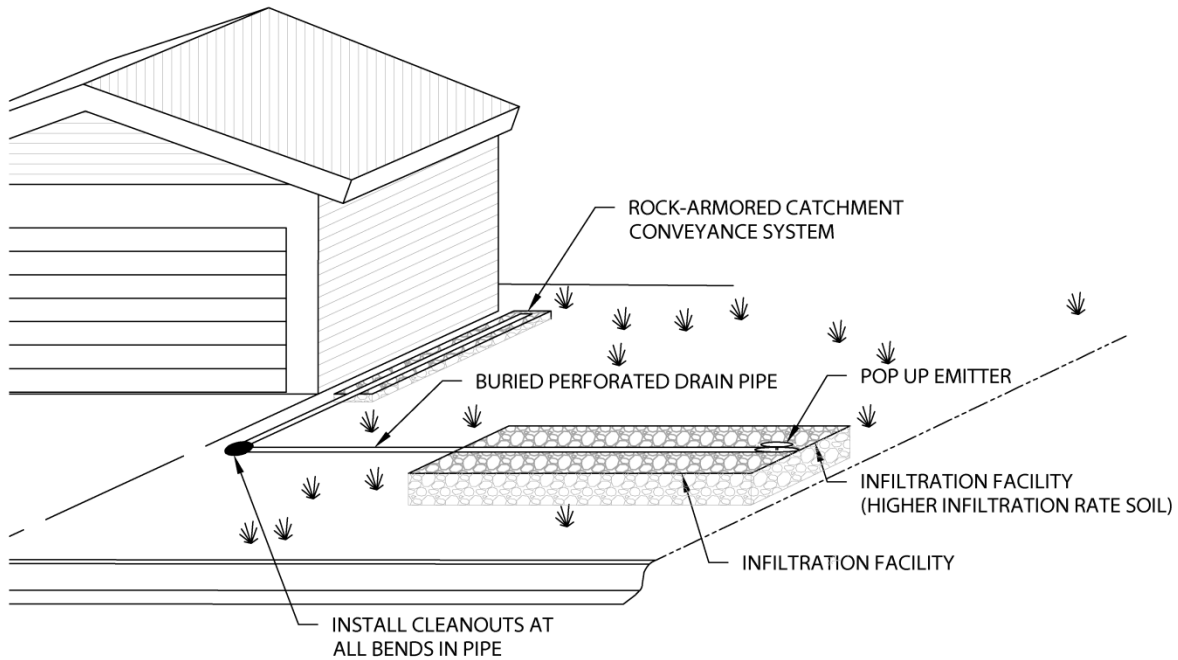 ROCK-ARMORED CATCHMENT
CONVEYANCE SYSTEM
BURIED PERFORATED DRAIN PIPE
POP UP EMITTER
INFILTRATION FACILITY
(HIGHER INFILTRATION RATE SOIL)
INFILTRATION FACILITY
INSTALL CLEANOUTS AT
ALL BENDS IN PIPE